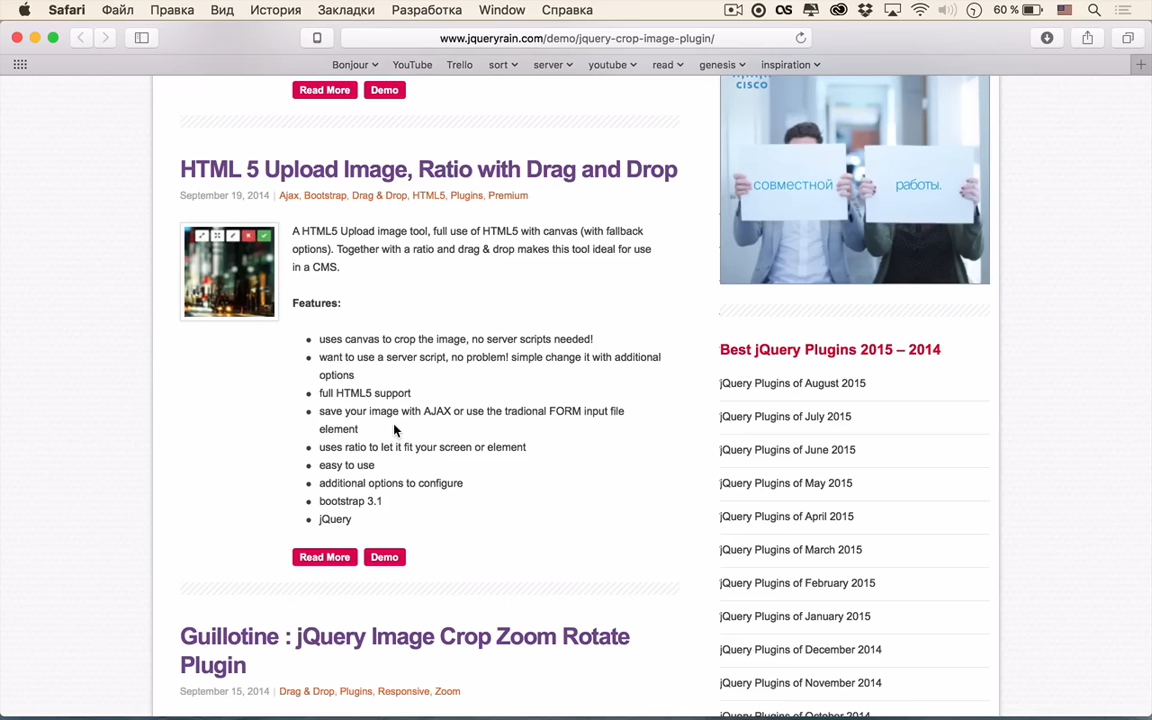 Safari Файл Правка Вид История Закладки Разработка Window Справка 60 %
www.jqueryrain.com/demo/jquery-crop-image-plugin/
Bonjour YouTube Trello sort server youtube read genesis inspiration
Read More Demo
HTML 5 Upload Image, Ratio with Drag and Drop
September 19, 2014 | Ajax, Bootstrap, Drag & Drop, HTML5, Plugins, Premium
A HTML5 Upload image tool, full use of HTML5 with canvas (with fallback
options). Together with a ratio and drag & drop makes this tool ideal for use
in a CMS.
Features:
uses canvas to crop the image, no server scripts needed!
want to use a server script, no problem! simple change it with additional
options
full HTML5 support
save your image with AJAX or use the tradional FORM input file
element
uses ratio to let it fit your screen or element
easy to use
additional options to configure
bootstrap 3.1
jQuery
Read More Demo
Guillotine : jQuery Image Crop Zoom Rotate
Plugin
September 15, 2014 | Drag & Drop, Plugins, Responsive, Zoom
CISCO
совместной работы.
Best jQuery Plugins 2015 – 2014
jQuery Plugins of August 2015
jQuery Plugins of July 2015
jQuery Plugins of June 2015
jQuery Plugins of May 2015
jQuery Plugins of April 2015
jQuery Plugins of March 2015
jQuery Plugins of February 2015
jQuery Plugins of January 2015
jQuery Plugins of December 2014
jQuery Plugins of November 2014
jQuery Plugins of October 2014